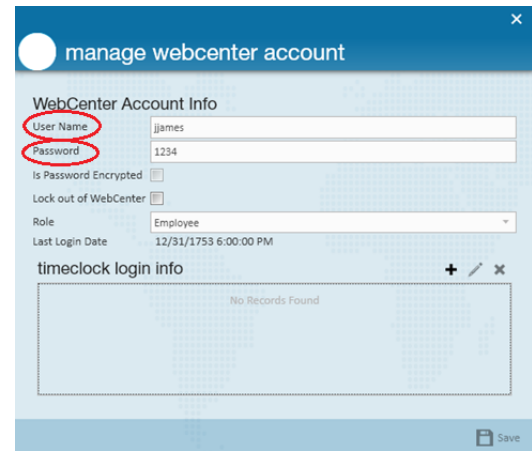 manage webcenter account
WebCenter Account Info
User Name jjames
Password 1234
Is Password Encrypted
Lock out of WebCenter
Role Employee
Last Login Date 12/31/1753 6:00:00 PM
timeclock login info
No Records Found
Save